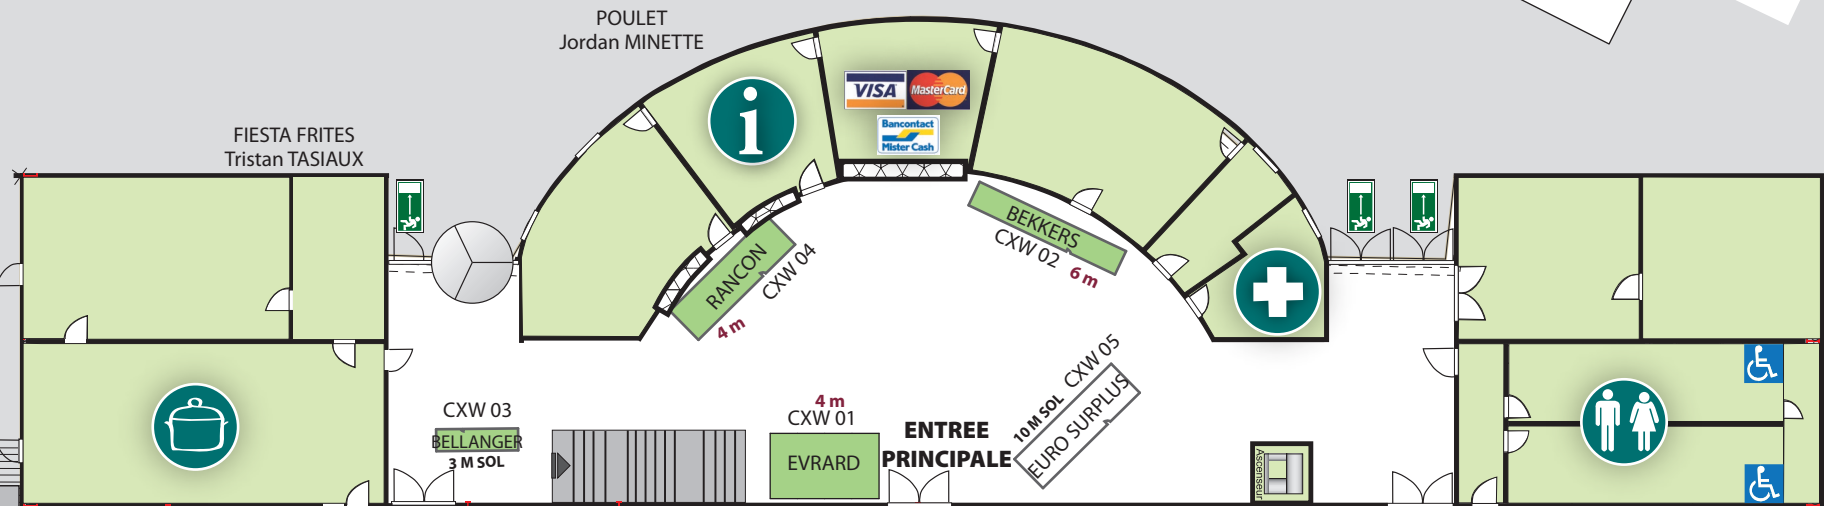 POULET
Jordan MINETTE
FIESTA FRITES
Tristan TASIAUX
i
VISA
MasterCard
Bancontact
Mister Cash
BEKKERS
CXW 02
6 m
RANCON
CXW 04
4 m
CXW 03
BELLANGER
3 M SOL
4 m
CXW 01
EVRARD
ENTREE
PRINCIPALE
CXW 05
10 M SOL
EURO SURPLUS
Ascenseur